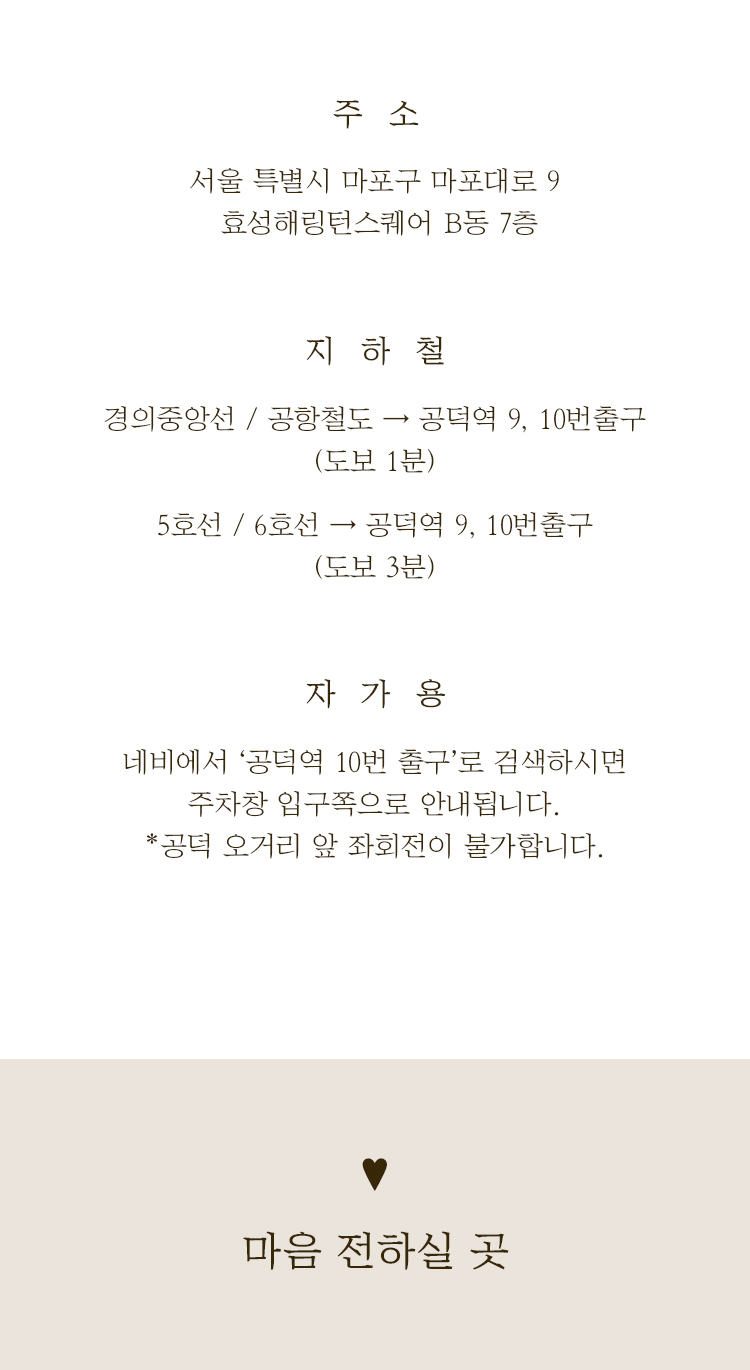 주 소
서울 특별시 마포구 마포대로 9
효성해링턴스퀘어 B동 7층
지 하 철
경의중앙선 / 공항철도 → 공덕역 9, 10번출구
(도보 1분)
5호선 / 6호선 → 공덕역 9, 10번출구
(도보 3분)
자 가 용
네비에서 ‘공덕역 10번 출구’로 검색하시면
주차창 입구쪽으로 안내됩니다.
*공덕 오거리 앞 좌회전이 불가합니다.
♥
마음 전하실 곳